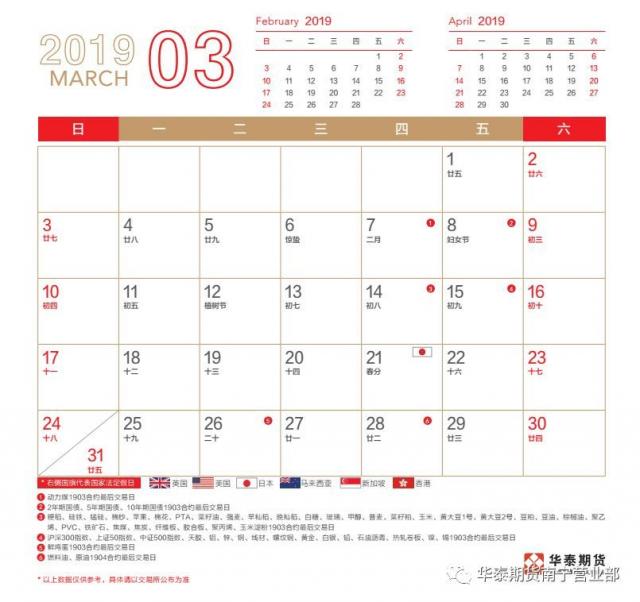 2019
MARCH
03
February 2019
日 一 二 三 四 五 六
1 2
3 4 5 6 7 8 9
10 11 12 13 14 15 16
17 18 19 20 21 22 23
24 25 26 27 28
April 2019
日 一 二 三 四 五 六
1 2 3 4 5 6
7 8 9 10 11 12 13
14 15 16 17 18 19 20
21 22 23 24 25 26 27
28 29 30
日 一 二 三 四 五 六
1 2
廿五 廿六
3 4 5 6 7 ① 8 ② 9
廿七 廿八 廿九 惊蛰 二月 妇女节 初三
10 11 12 13 14 ③ 15 ④ 16
初四 初五 植树节 初七 初八 初九 初十
17 18 19 20 21 22 23
十一 十二 十三 十四 春分 十六 十七
24 25 26 ⑤ 27 28 ⑥ 29 30
十八 十九 二十 廿一 廿二 廿三 廿四
31
廿五
* 右侧国旗代表国家法定假日 英国 美国 日本 马来西亚 新加坡 香港
① 动力煤1903合约最后交易日
② 2年期国债、5年期国债、10年期国债1903合约最后交易日
③ 粳稻、硅铁、锰硅、棉纱、苹果、棉花、PTA、菜籽油、强麦、早籼稻、晚籼稻、白糖、玻璃、甲醇、普麦、菜籽粕、玉米、黄大豆1号、黄大豆2号、豆粕、豆油、棕榈油、聚乙
烯、PVC、铁矿石、焦煤、焦炭、纤维板、胶合板、聚丙烯、玉米淀粉1903合约最后交易日
④ 沪深300指数、上证50指数、中证500指数、天胶、铝、锌、铜、线材、螺纹钢、黄金、白银、铅、石油沥青、热轧卷板、镍、锡1903合约最后交易日
⑤ 鲜鸡蛋1903合约最后交易日
⑥ 燃料油、原油1904合约最后交易日
* 以上数据仅供参考，具体请以交易所公布为准
华泰期货
华泰期货南宁营业部